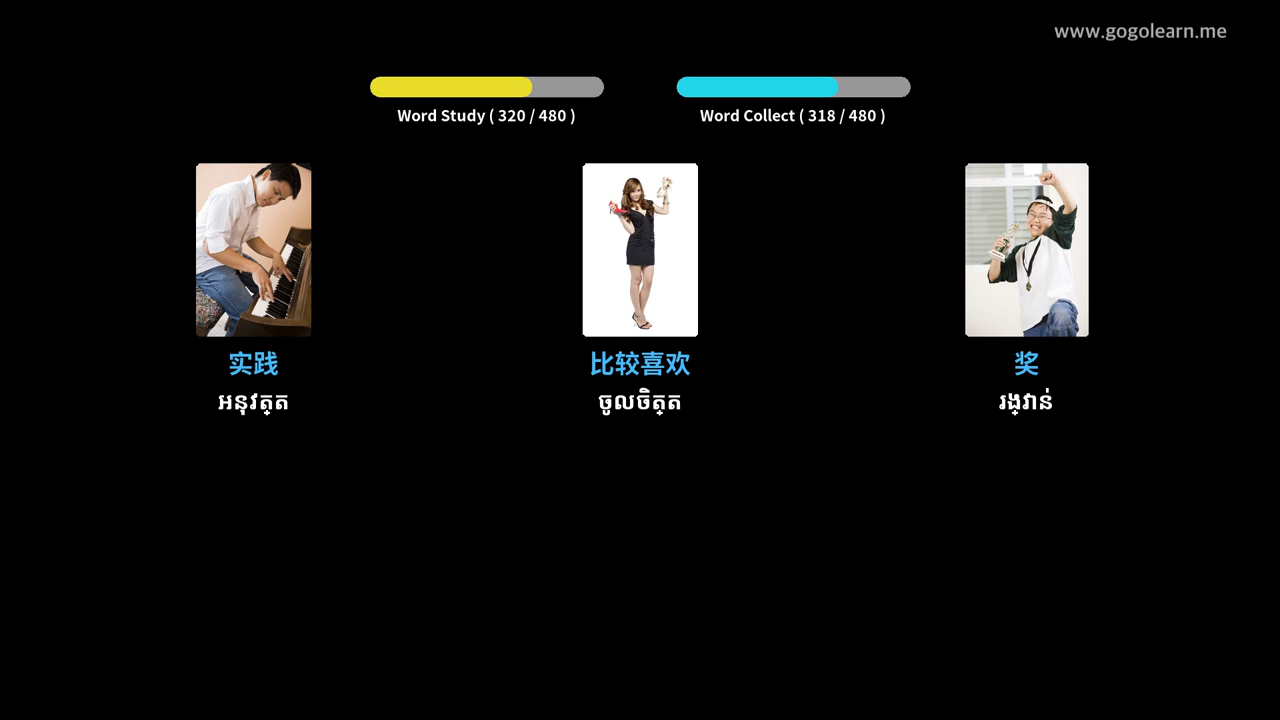 www.gogolearn.me
Word Study ( 320 / 480 )
Word Collect ( 318 / 480 )
实践
比较喜欢
奖
អនុវត្ត
ចូលចិត្ត
រង្វាន់